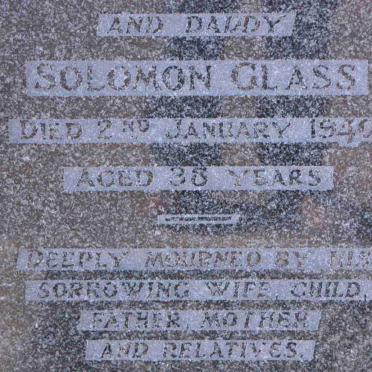 AND DADDY
SOLOMON GLASS
DIED 2ND JANUARY 1940
AGED 38 YEARS
DEEPLY MOURNED BY HIS
SORROWING WIFE, CHILD,
FATHER, MOTHER
AND RELATIVES.